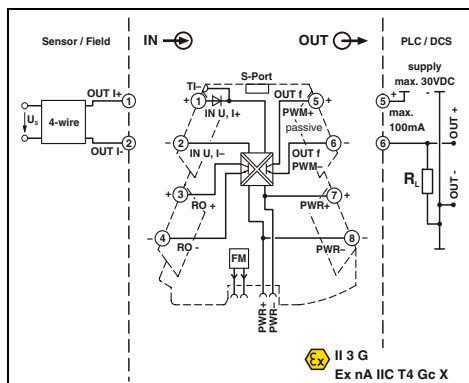 Sensor / Field
IN
OUT
PLC / DCS
S-Port
supply
max. 30VDC
TI–
OUT f
OUT I+
1
+
1
IN U, I+
PWM+
5
+
5
+
-
max.
100mA
Us
4-wire
passive
OUT I-
2
–
2
IN U, I–
OUT f
PWM–
6
–
6
OUT +
+
3
RO +
PWR+
7
+
RL
OUT -
–
4
RO -
PWR–
8
–
FM
PWR+
PWR–
Ex
II 3 G
Ex nA IIC T4 Gc X